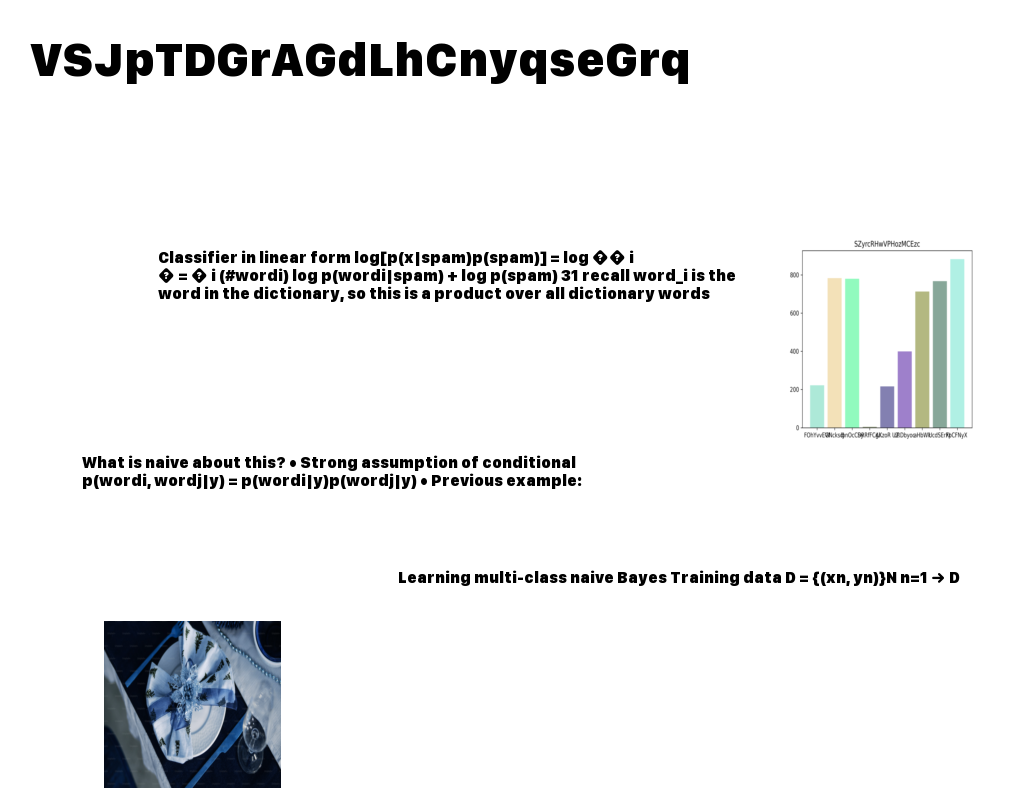 VSJpTDGrAGdLhCnyqseGrq
Classifier in linear form log[p(x|spam)p(spam)] = log �� i
� = � i (#wordi) log p(wordi|spam) + log p(spam) 31 recall word_i is the
word in the dictionary, so this is a product over all dictionary words
SZyrcRHwVPHozMCEzc
800
600
400
200
0
What is naive about this? • Strong assumption of conditional
p(wordi, wordj|y) = p(wordi|y)p(wordj|y) • Previous example:
Learning multi-class naive Bayes Training data D = {(xn, yn)}N n=1 → D